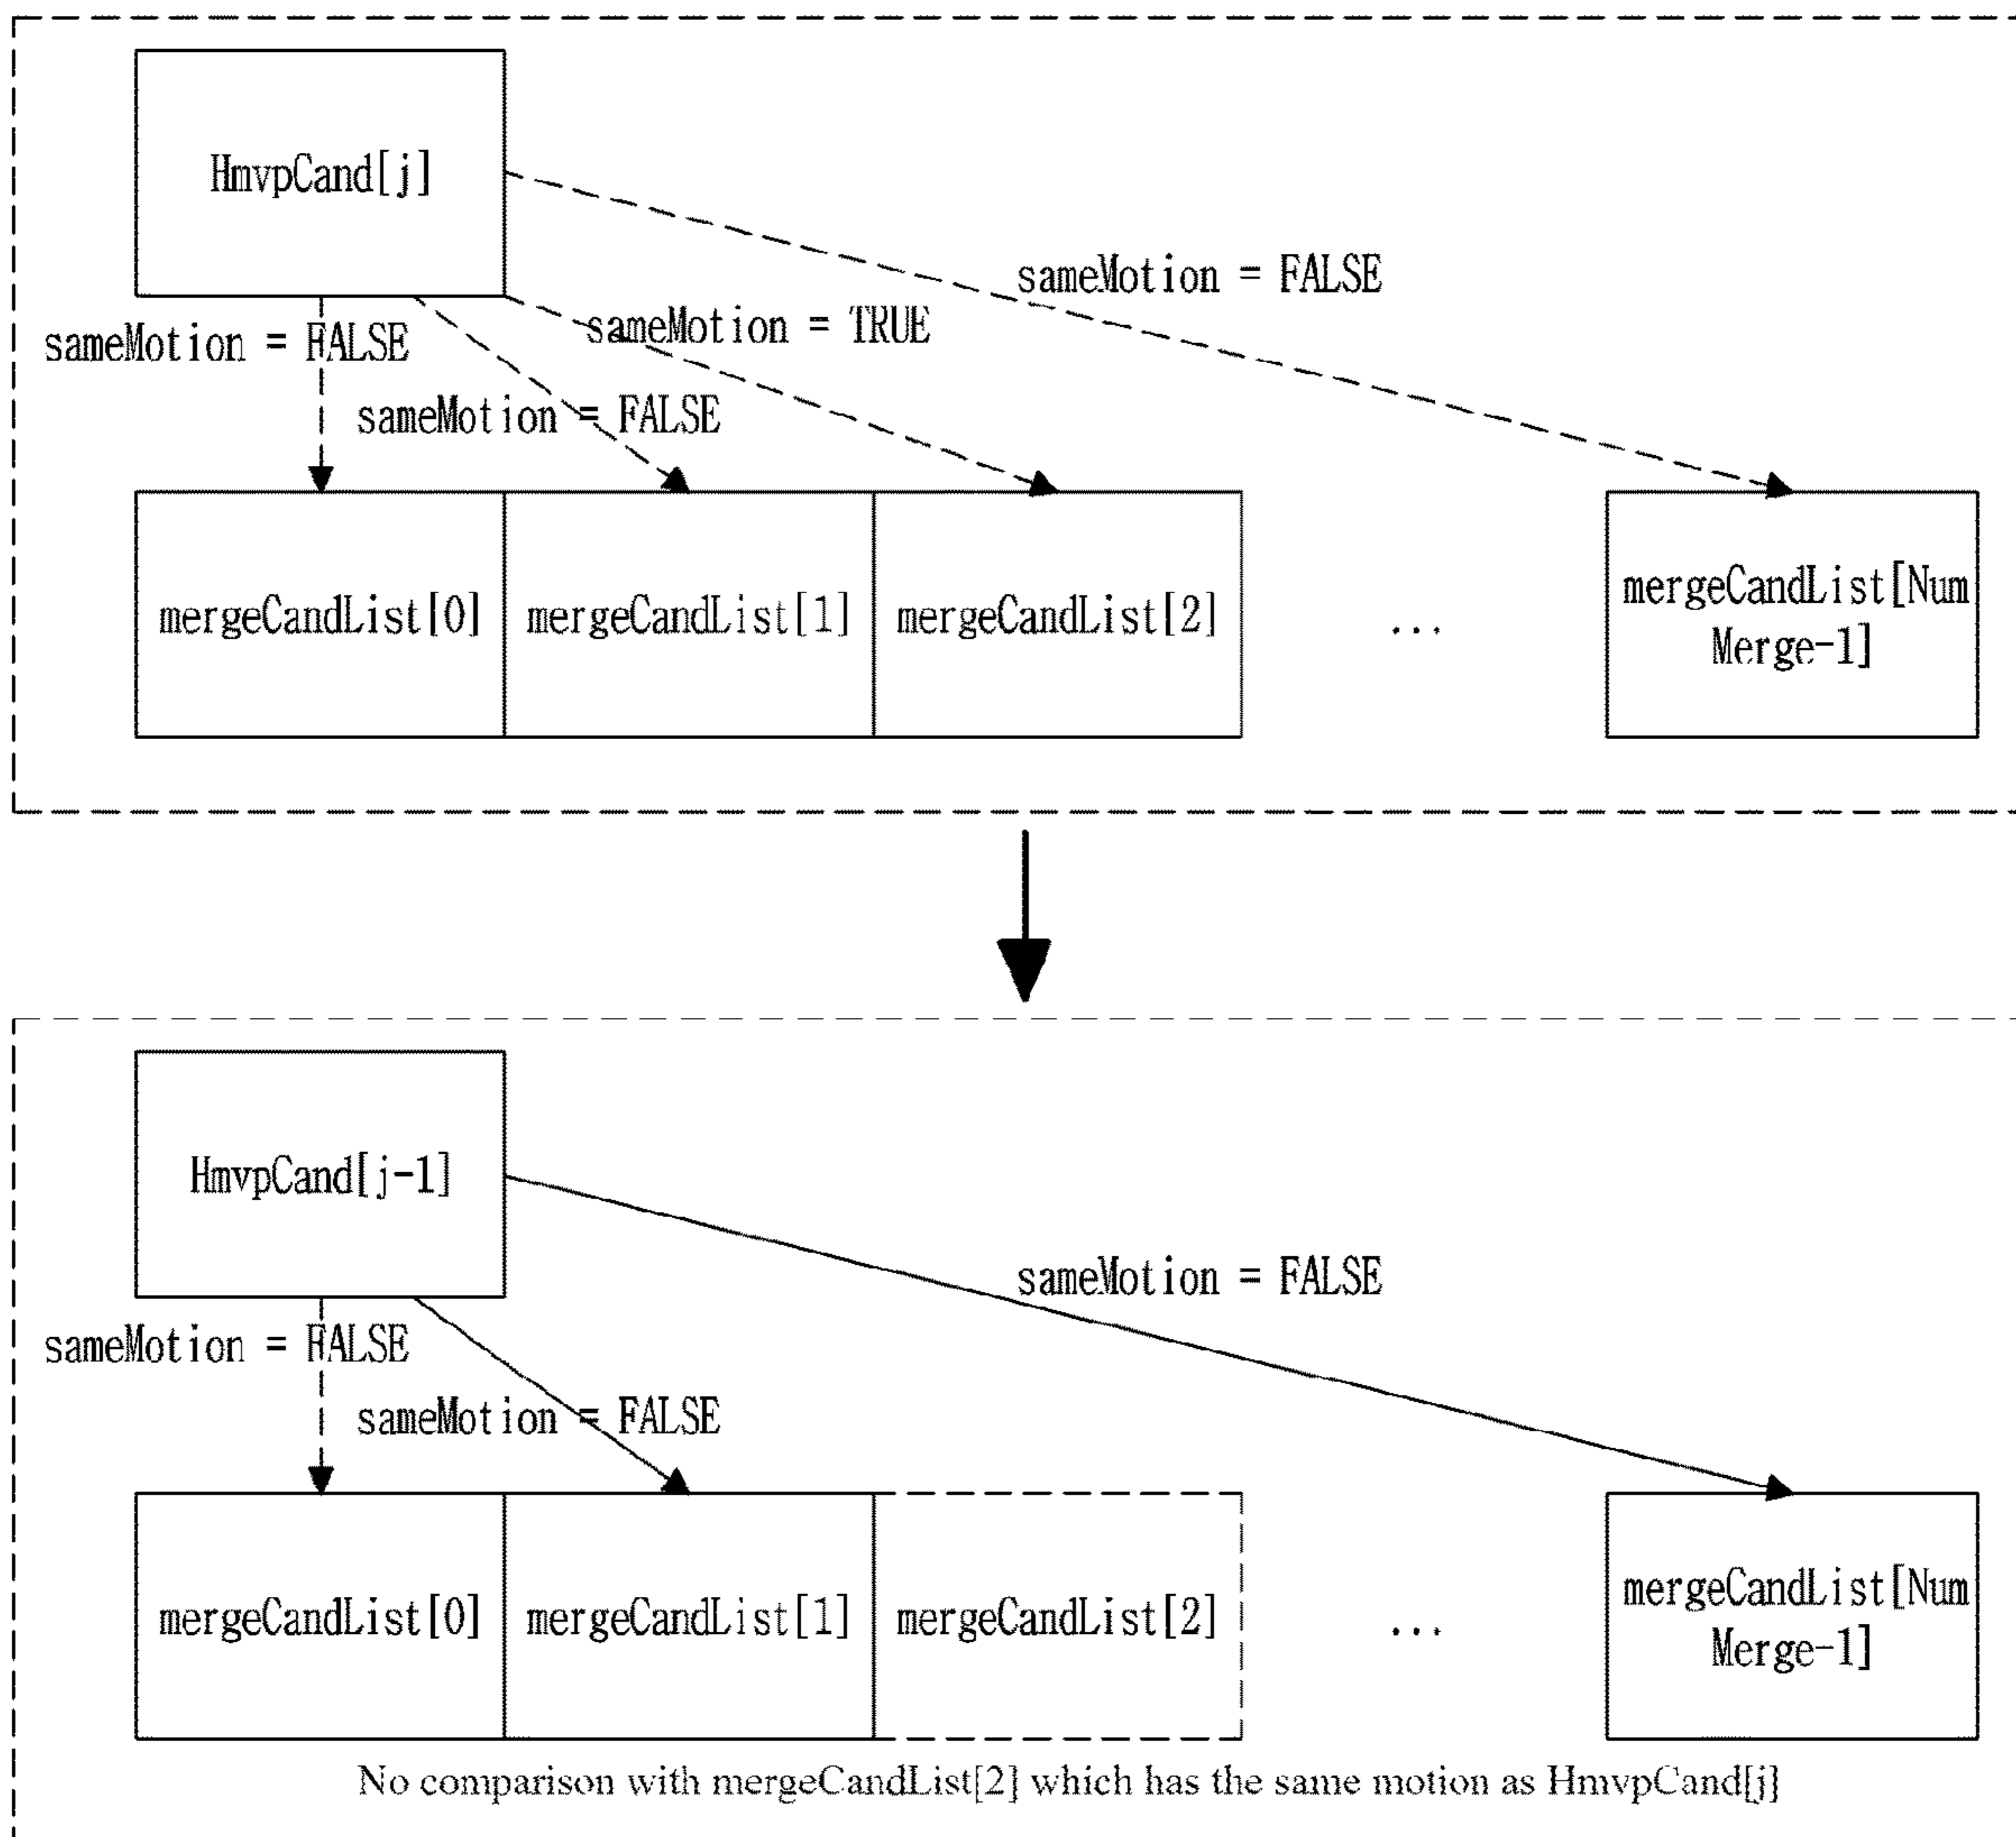 HmvpCand[j]
sameMotion = FALSE
sameMotion = TRUE
sameMotion = FALSE
sameMotion = FALSE
mergeCandList[0]
mergeCandList[1]
mergeCandList[2]
...
mergeCandList[Num
Merge-1]
HmvpCand[j-1]
sameMotion = FALSE
sameMotion = FALSE
sameMotion = FALSE
mergeCandList[0]
mergeCandList[1]
mergeCandList[2]
...
mergeCandList[Num
Merge-1]
No comparison with mergeCandList[2] which has the same motion as HmvpCand[j]